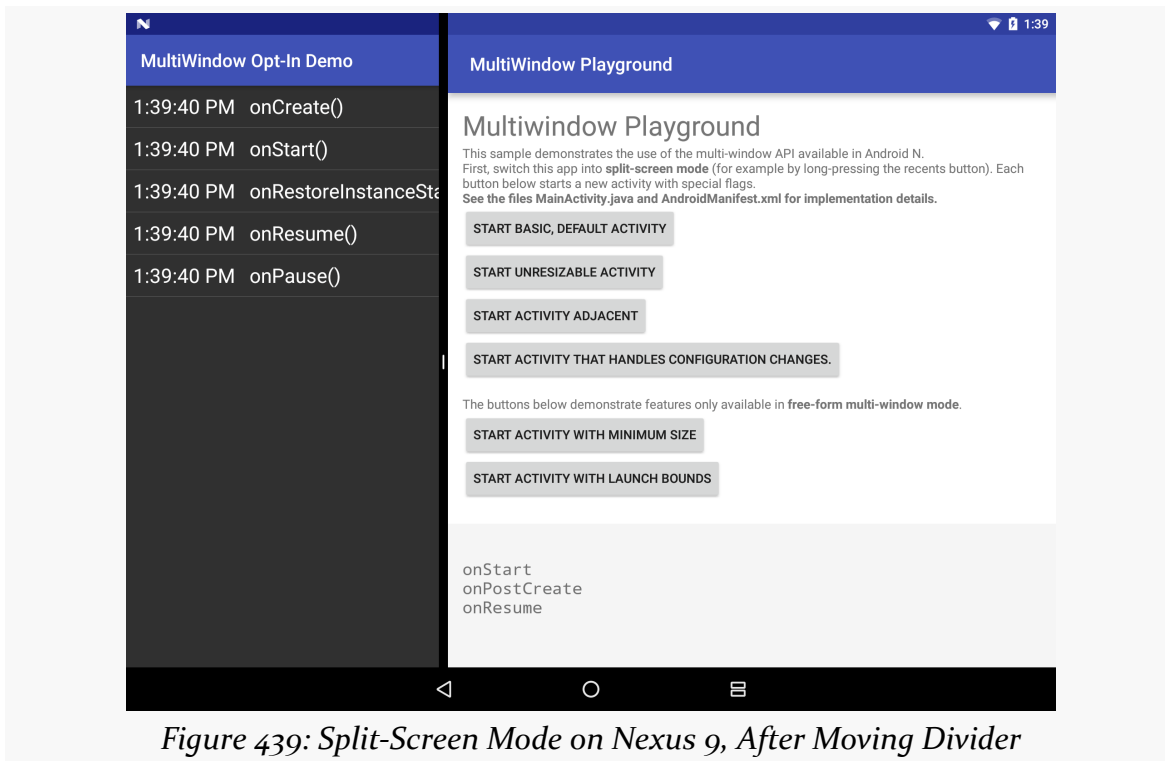 1:39
MultiWindow Opt-In Demo
1:39:40 PM onCreate()
1:39:40 PM onStart()
1:39:40 PM onRestoreInstanceSta
1:39:40 PM onResume()
1:39:40 PM onPause()
MultiWindow Playground
Multiwindow Playground
This sample demonstrates the use of the multi-window API available in Android N.
First, switch this app into split-screen mode (for example by long-pressing the recents button). Each
button below starts a new activity with special flags.
See the files MainActivity.java and AndroidManifest.xml for implementation details.
START BASIC, DEFAULT ACTIVITY
START UNRESIZABLE ACTIVITY
START ACTIVITY ADJACENT
START ACTIVITY THAT HANDLES CONFIGURATION CHANGES.
The buttons below demonstrate features only available in free-form multi-window mode.
START ACTIVITY WITH MINIMUM SIZE
START ACTIVITY WITH LAUNCH BOUNDS
onStart
onPostCreate
onResume
Figure 439: Split-Screen Mode on Nexus 9, After Moving Divider